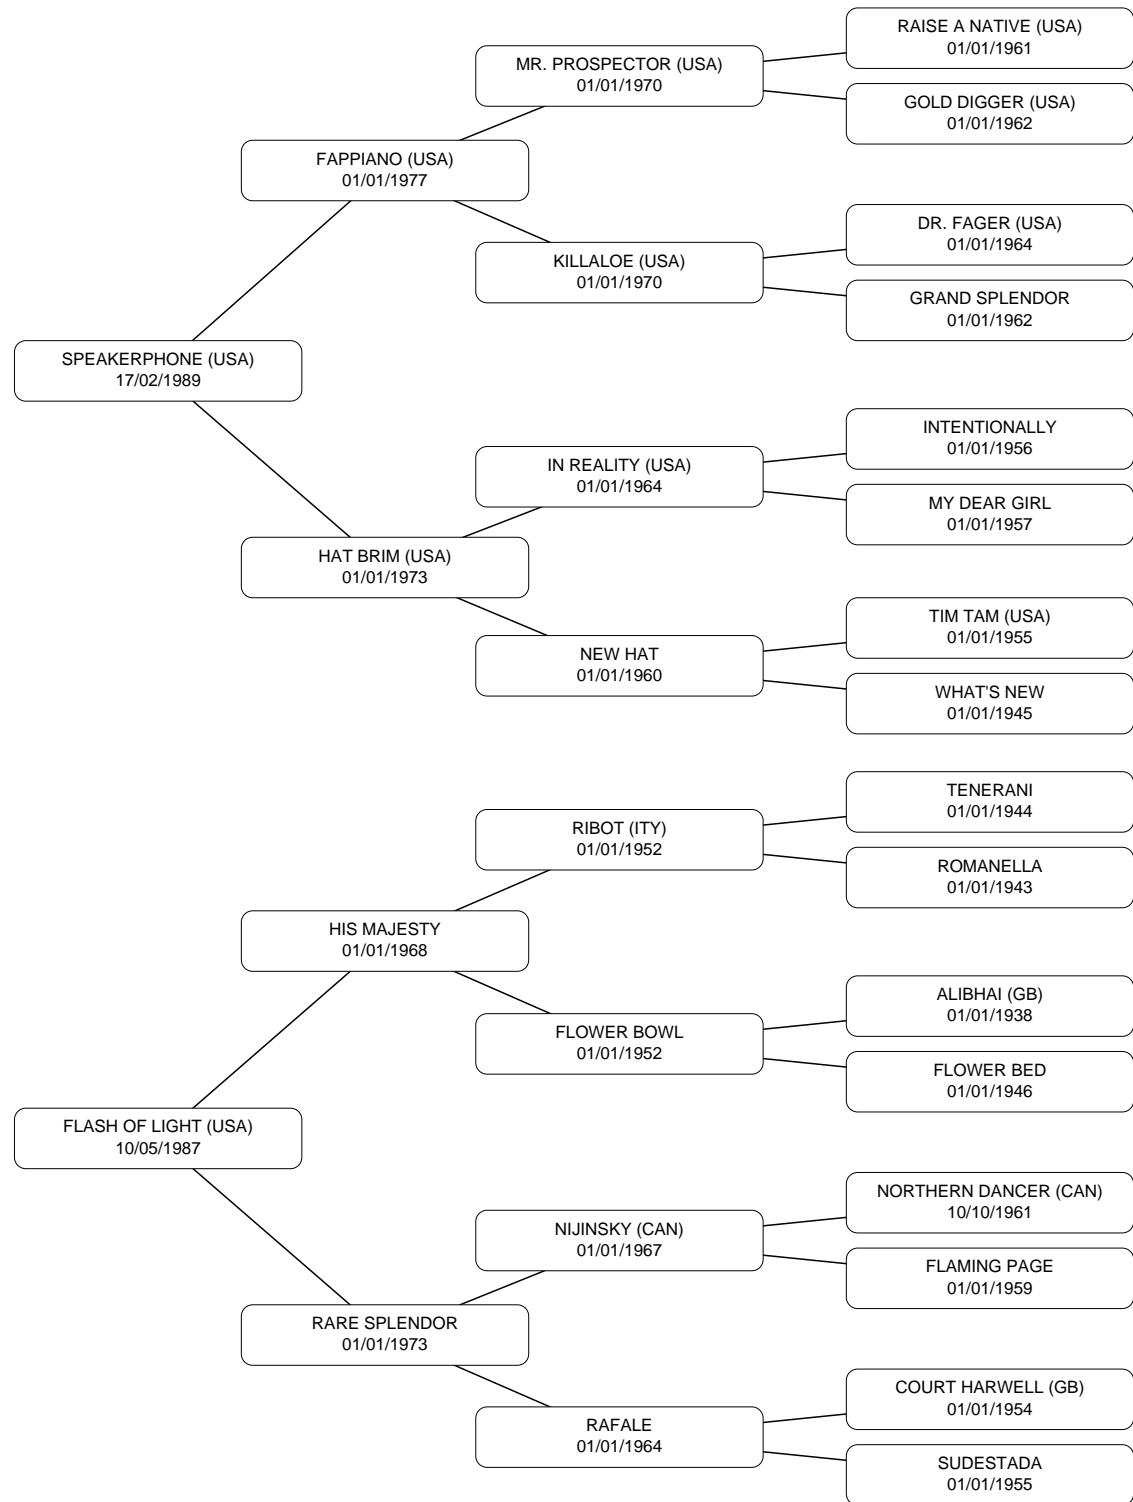 RAISE A NATIVE (USA)
01/01/1961
MR. PROSPECTOR (USA)
01/01/1970
GOLD DIGGER (USA)
01/01/1962
FAPPIANO (USA)
01/01/1977
DR. FAGER (USA)
01/01/1964
KILLALOE (USA)
01/01/1970
GRAND SPLENDOR
01/01/1962
SPEAKERPHONE (USA)
17/02/1989
INTENTIONALLY
01/01/1956
IN REALITY (USA)
01/01/1964
MY DEAR GIRL
01/01/1957
HAT BRIM (USA)
01/01/1973
TIM TAM (USA)
01/01/1955
NEW HAT
01/01/1960
WHAT'S NEW
01/01/1945
TENERANI
01/01/1944
RIBOT (ITY)
01/01/1952
ROMANELLA
01/01/1943
HIS MAJESTY
01/01/1968
ALIBHAI (GB)
01/01/1938
FLOWER BOWL
01/01/1952
FLOWER BED
01/01/1946
FLASH OF LIGHT (USA)
10/05/1987
NORTHERN DANCER (CAN)
10/10/1961
NIJINSKY (CAN)
01/01/1967
FLAMING PAGE
01/01/1959
RARE SPLENDOR
01/01/1973
COURT HARWELL (GB)
01/01/1954
RAFALE
01/01/1964
SUDESTADA
01/01/1955